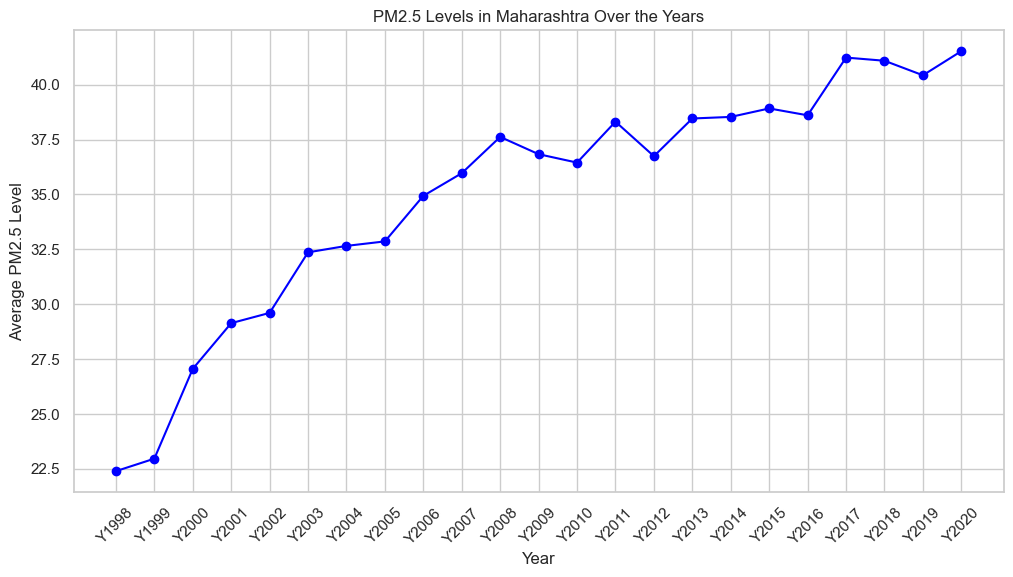 PM2.5 Levels in Maharashtra Over the Years
Average PM2.5 Level
40.0
37.5
35.0
32.5
30.0
27.5
25.0
22.5
Y1998
Y1999
Y2000
Y2001
Y2002
Y2003
Y2004
Y2005
Y2006
Y2007
Y2008
Y2009
Y2010
Y2011
Y2012
Y2013
Y2014
Y2015
Y2016
Y2017
Y2018
Y2019
Y2020
Year